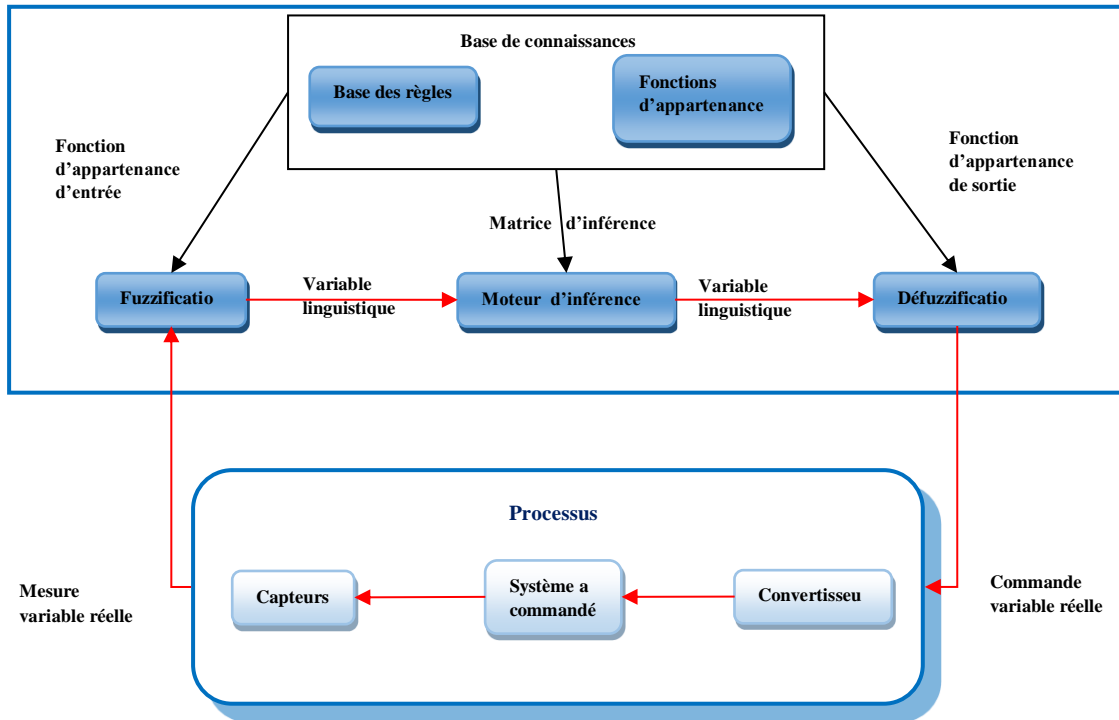 Base de connaissances
Base des règles
Fonctions
d'appartenance
Fonction
d'appartenance
d'entrée
Fonction
d'appartenance
de sortie
Matrice d'inférence
Fuzzificatio
Variable
linguistique
Moteur d'inférence
Variable
linguistique
Défuzzificatio
Processus
Mesure
variable réelle
Capteurs
Système a
commandé
Convertisseu
Commande
variable réelle